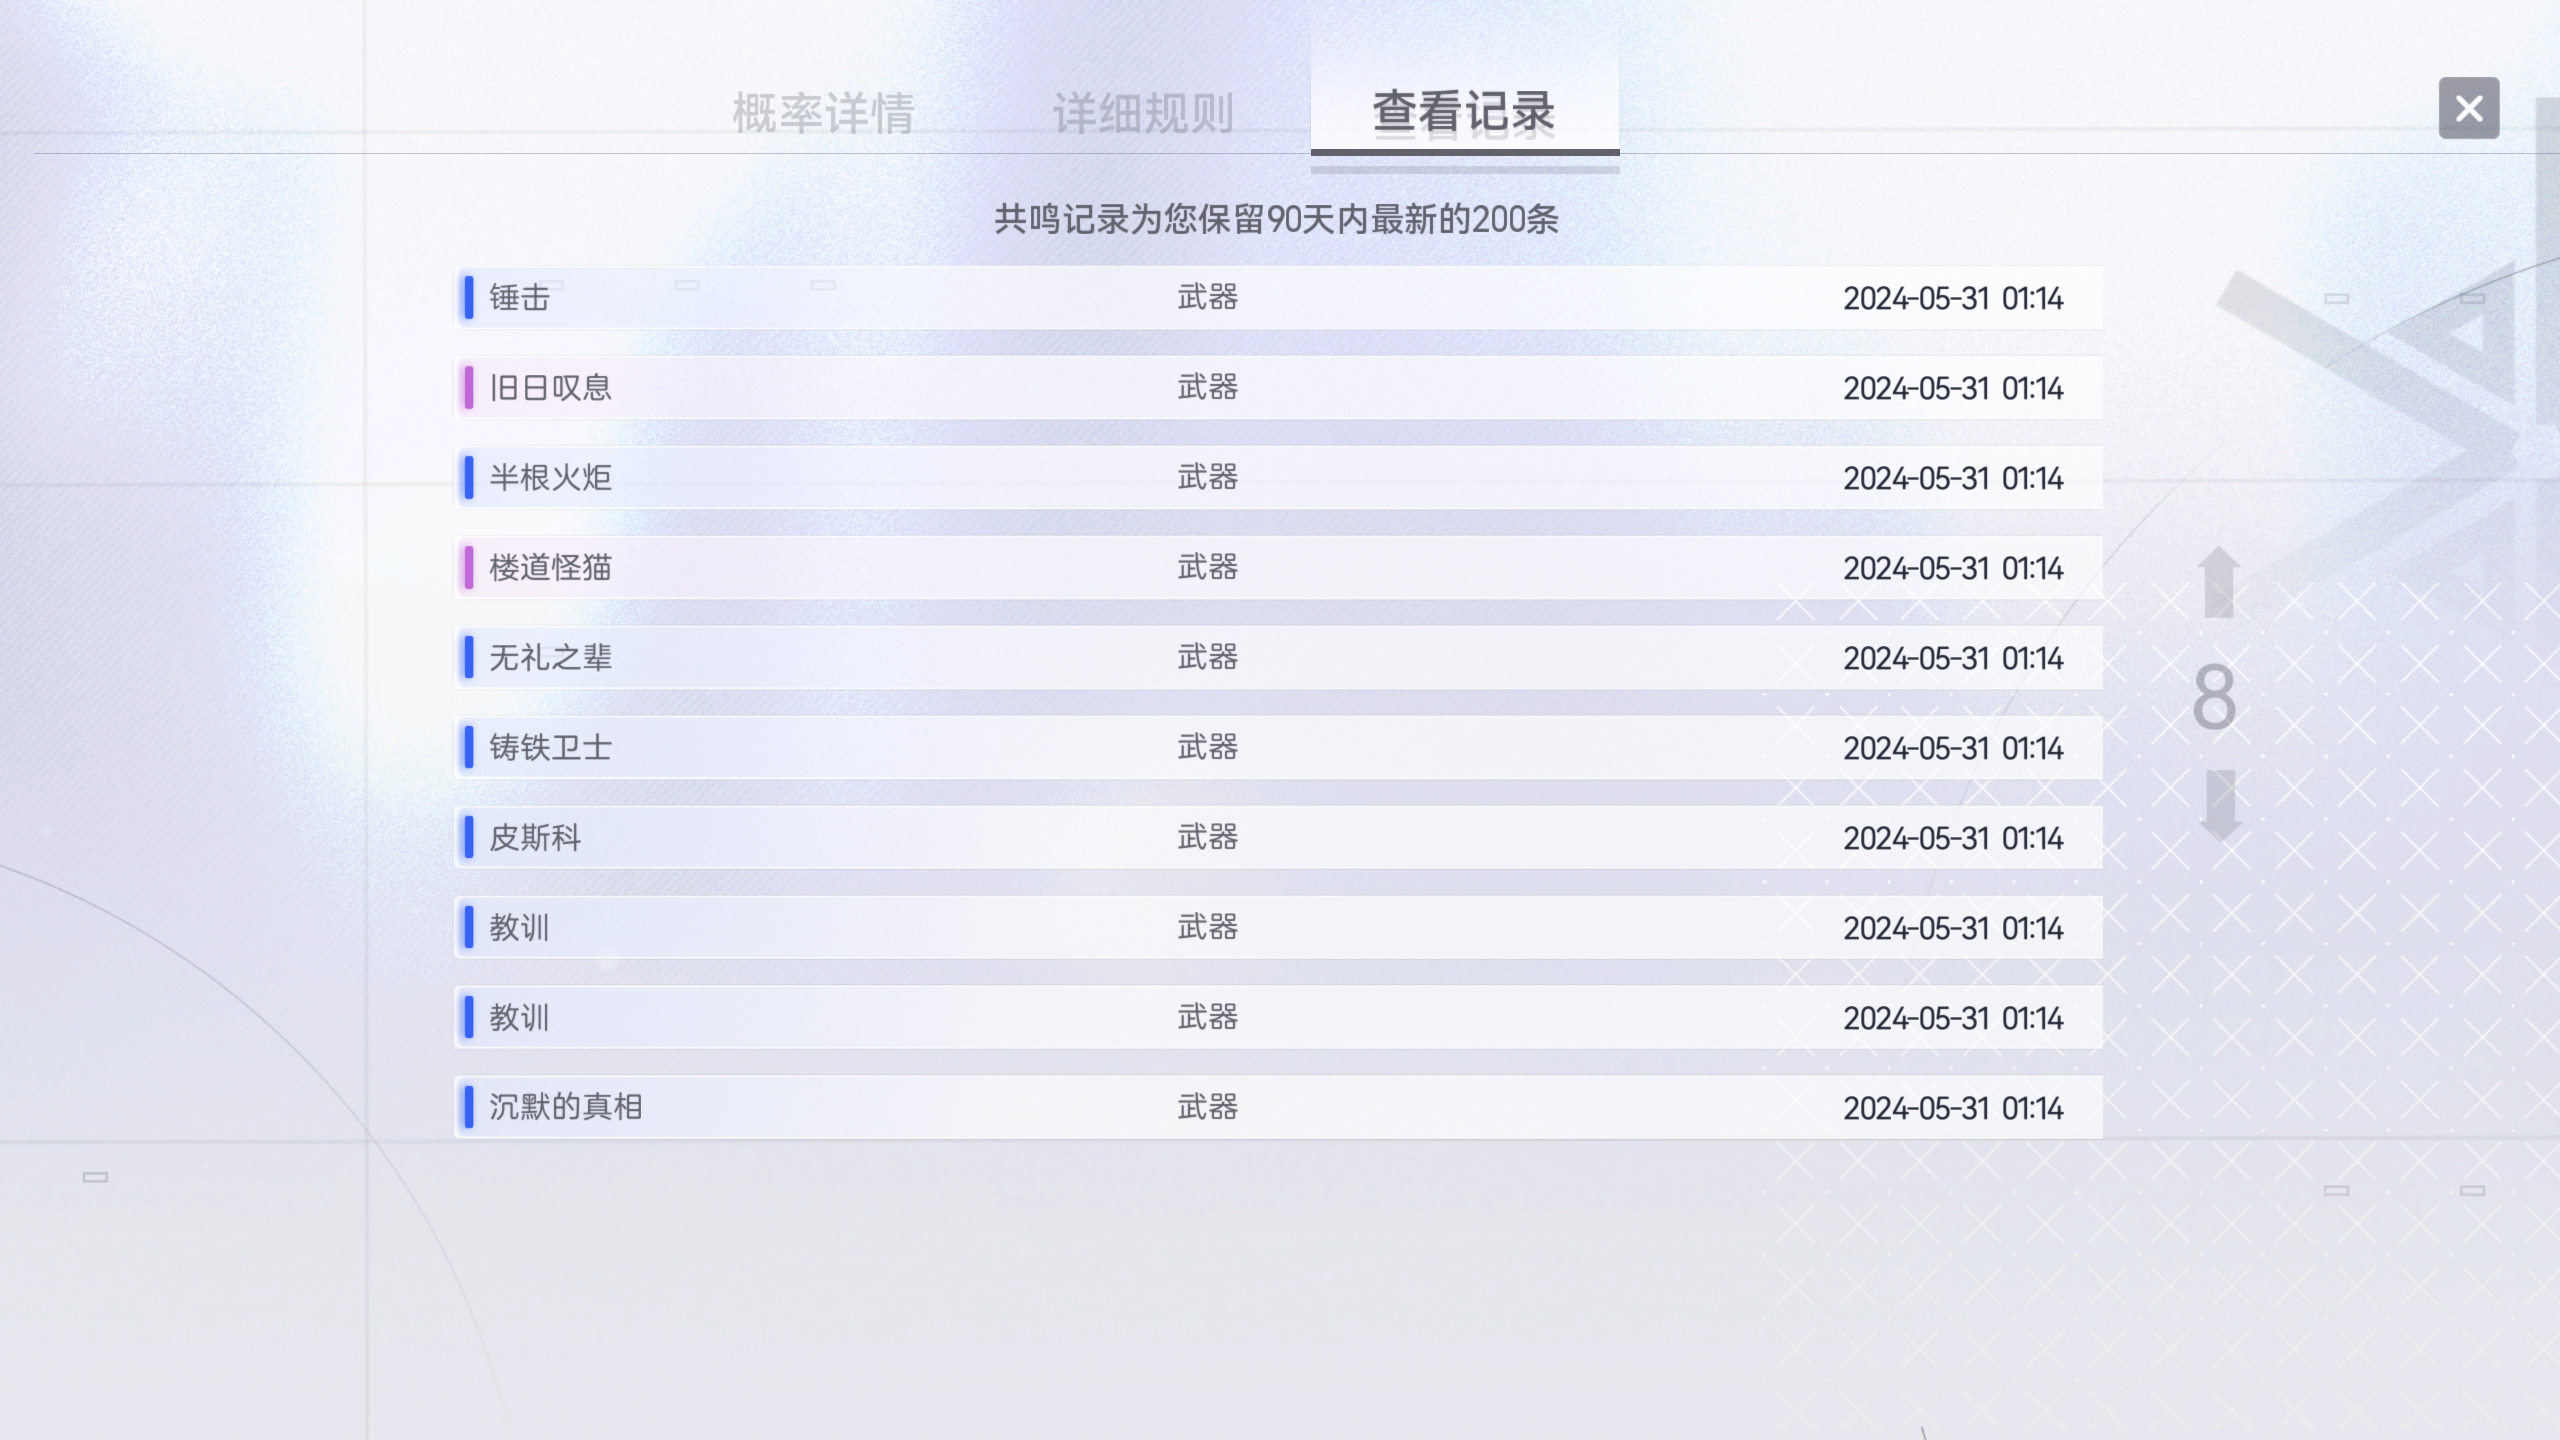 概率详情 详细规则 查看记录
共鸣记录为您保留90天内最新的200条
锤击 武器 2024-05-31 01:14
旧日叹息 武器 2024-05-31 01:14
半根火炬 武器 2024-05-31 01:14
楼道怪猫 武器 2024-05-31 01:14
无礼之辈 武器 2024-05-31 01:14
铸铁卫士 武器 2024-05-31 01:14
皮斯科 武器 2024-05-31 01:14
教训 武器 2024-05-31 01:14
教训 武器 2024-05-31 01:14
沉默的真相 武器 2024-05-31 01:14
8